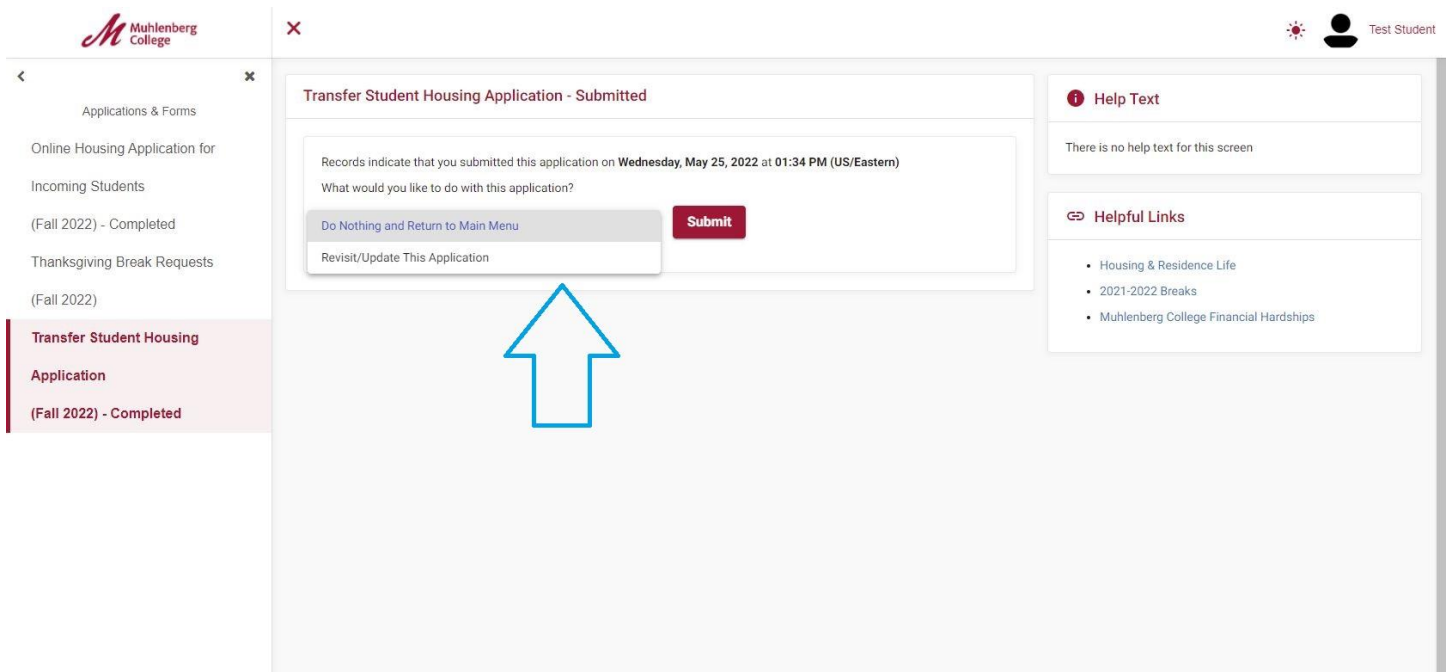 Muhlenberg
College
Test Student
Applications & Forms
Online Housing Application for
Incoming Students
(Fall 2022) - Completed
Thanksgiving Break Requests
(Fall 2022)
Transfer Student Housing
Application
(Fall 2022) - Completed
Transfer Student Housing Application - Submitted
Records indicate that you submitted this application on Wednesday, May 25, 2022 at 01:34 PM (US/Eastern)
What would you like to do with this application?
Do Nothing and Return to Main Menu
Submit
Revisit/Update This Application
Help Text
There is no help text for this screen
Helpful Links
Housing & Residence Life
2021-2022 Breaks
Muhlenberg College Financial Hardships